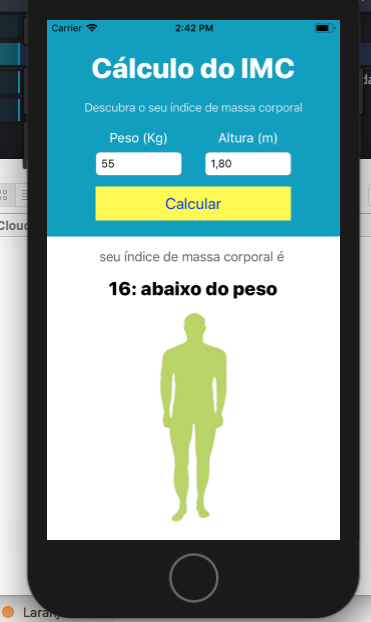 Carrier 2:42 PM
Cálculo do IMC
Descubra o seu índice de massa corporal
Peso (Kg) Altura (m)
55 1,80
Calcular
seu índice de massa corporal é
16: abaixo do peso
Cloud